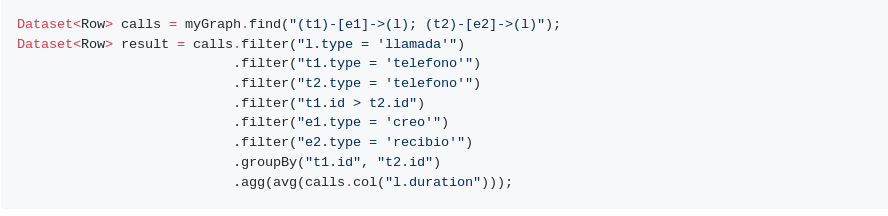 Dataset<Row> calls = myGraph.find("(t1)-[e1]->(l); (t2)-[e2]->(l)");
Dataset<Row> result = calls.filter("l.type = 'llamada'")
.filter("t1.type = 'telefono'")
.filter("t2.type = 'telefono'")
.filter("t1.id > t2.id")
.filter("e1.type = 'creo'")
.filter("e2.type = 'recibio'")
.groupBy("t1.id", "t2.id")
.agg(avg(calls.col("l.duration")));